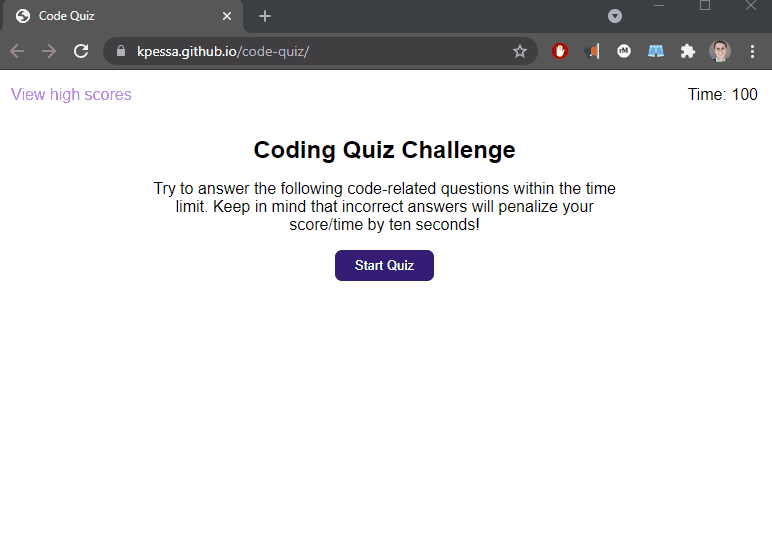 Code Quiz
kpessa.github.io/code-quiz/
rM
View high scores
Time: 100
Coding Quiz Challenge
Try to answer the following code-related questions within the time
limit. Keep in mind that incorrect answers will penalize your
score/time by ten seconds!
Start Quiz